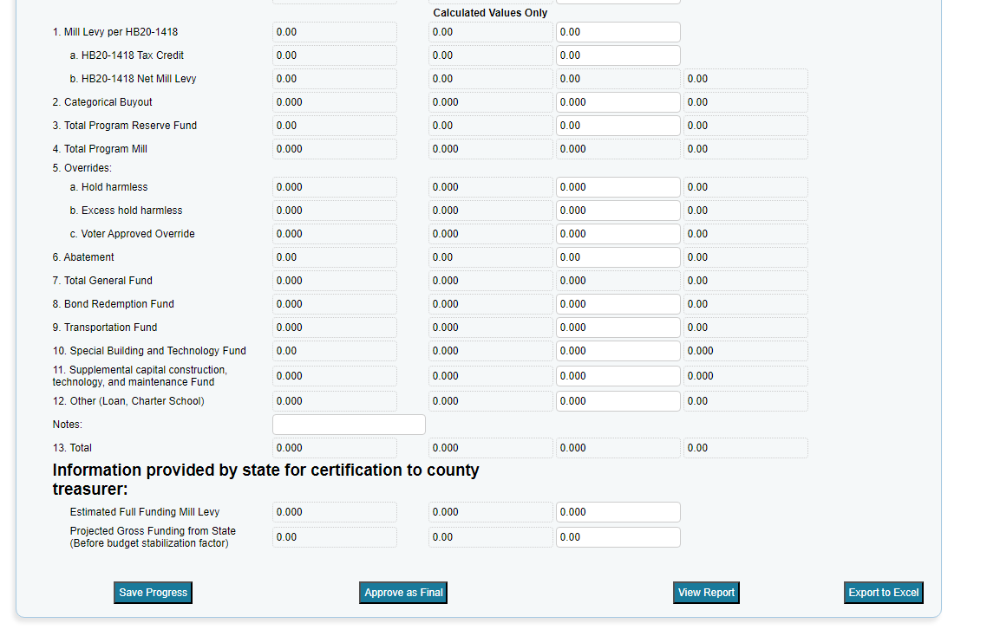 Calculated Values Only
1. Mill Levy per HB20-1418 0.00 0.00 0.00
a. HB20-1418 Tax Credit 0.00 0.00 0.00
b. HB20-1418 Net Mill Levy 0.00 0.00 0.00 0.00
2. Categorical Buyout 0.000 0.000 0.000 0.00
3. Total Program Reserve Fund 0.00 0.00 0.00 0.00
4. Total Program Mill 0.000 0.000 0.000 0.00
5. Overrides:
a. Hold harmless 0.000 0.000 0.000 0.00
b. Excess hold harmless 0.000 0.000 0.000 0.00
c. Voter Approved Override 0.000 0.000 0.000 0.00
6. Abatement 0.00 0.00 0.00 0.00
7. Total General Fund 0.000 0.000 0.000 0.00
8. Bond Redemption Fund 0.000 0.000 0.000 0.00
9. Transportation Fund 0.000 0.000 0.000 0.00
10. Special Building and Technology Fund 0.00 0.000 0.000 0.000
11. Supplemental capital construction,
technology, and maintenance Fund 0.000 0.000 0.000 0.000
12. Other (Loan, Charter School) 0.000 0.000 0.000 0.00
Notes:
13. Total 0.000 0.000 0.000 0.00
Information provided by state for certification to county
treasurer:
Estimated Full Funding Mill Levy 0.000 0.000 0.000
Projected Gross Funding from State
(Before budget stabilization factor) 0.00 0.00 0.00
Save Progress Approve as Final View Report Export to Excel